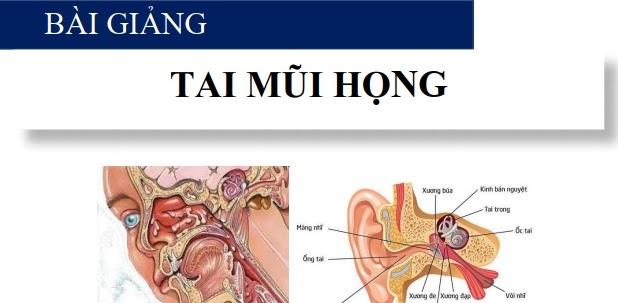 BÀI GIẢNG
TAI MŨI HỌNG
Xương búa
Kinh bán nguyệt
Tai trong
Màng nhĩ
Ốc tai
Ống tai
Xương đe
Xương đạp
Vòi nhĩ